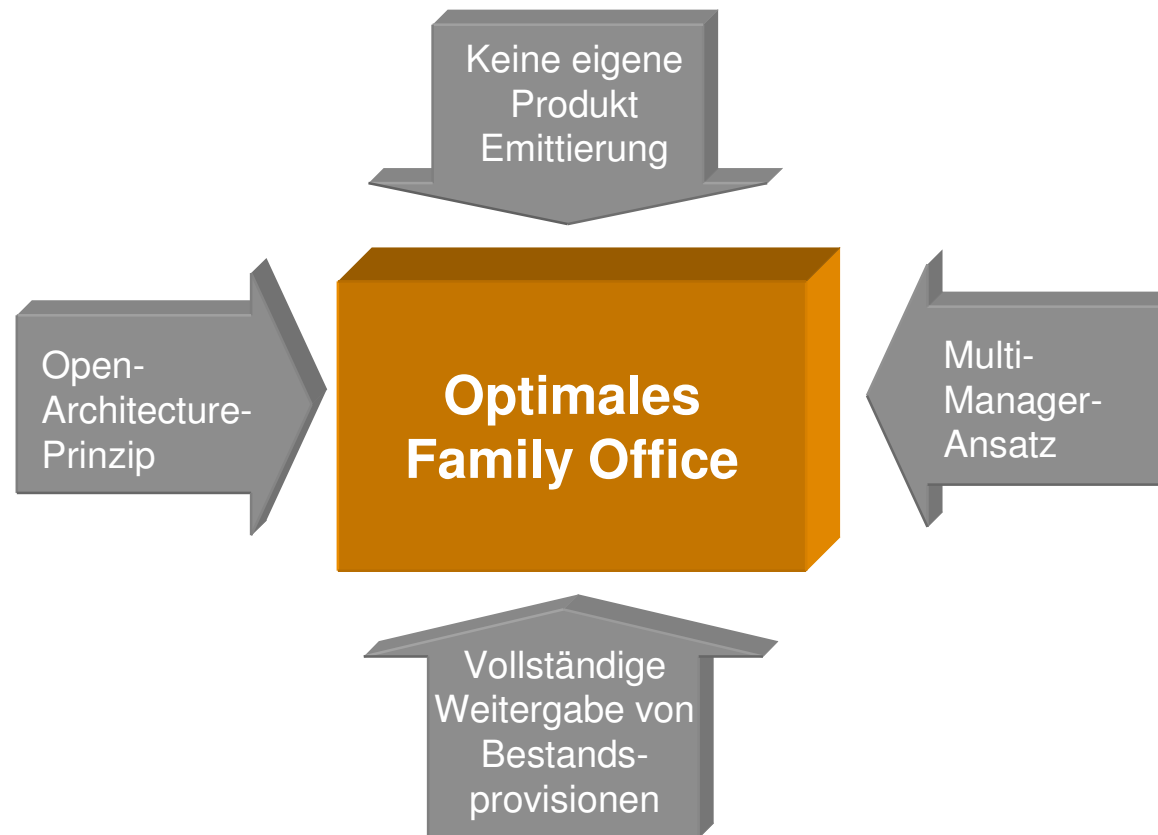 Keine eigene
Produkt
Emittierung
Open-
Architecture-
Prinzip
Optimales
Family Office
Multi-
Manager-
Ansatz
Vollständige
Weitergabe von
Bestands-
provisionen